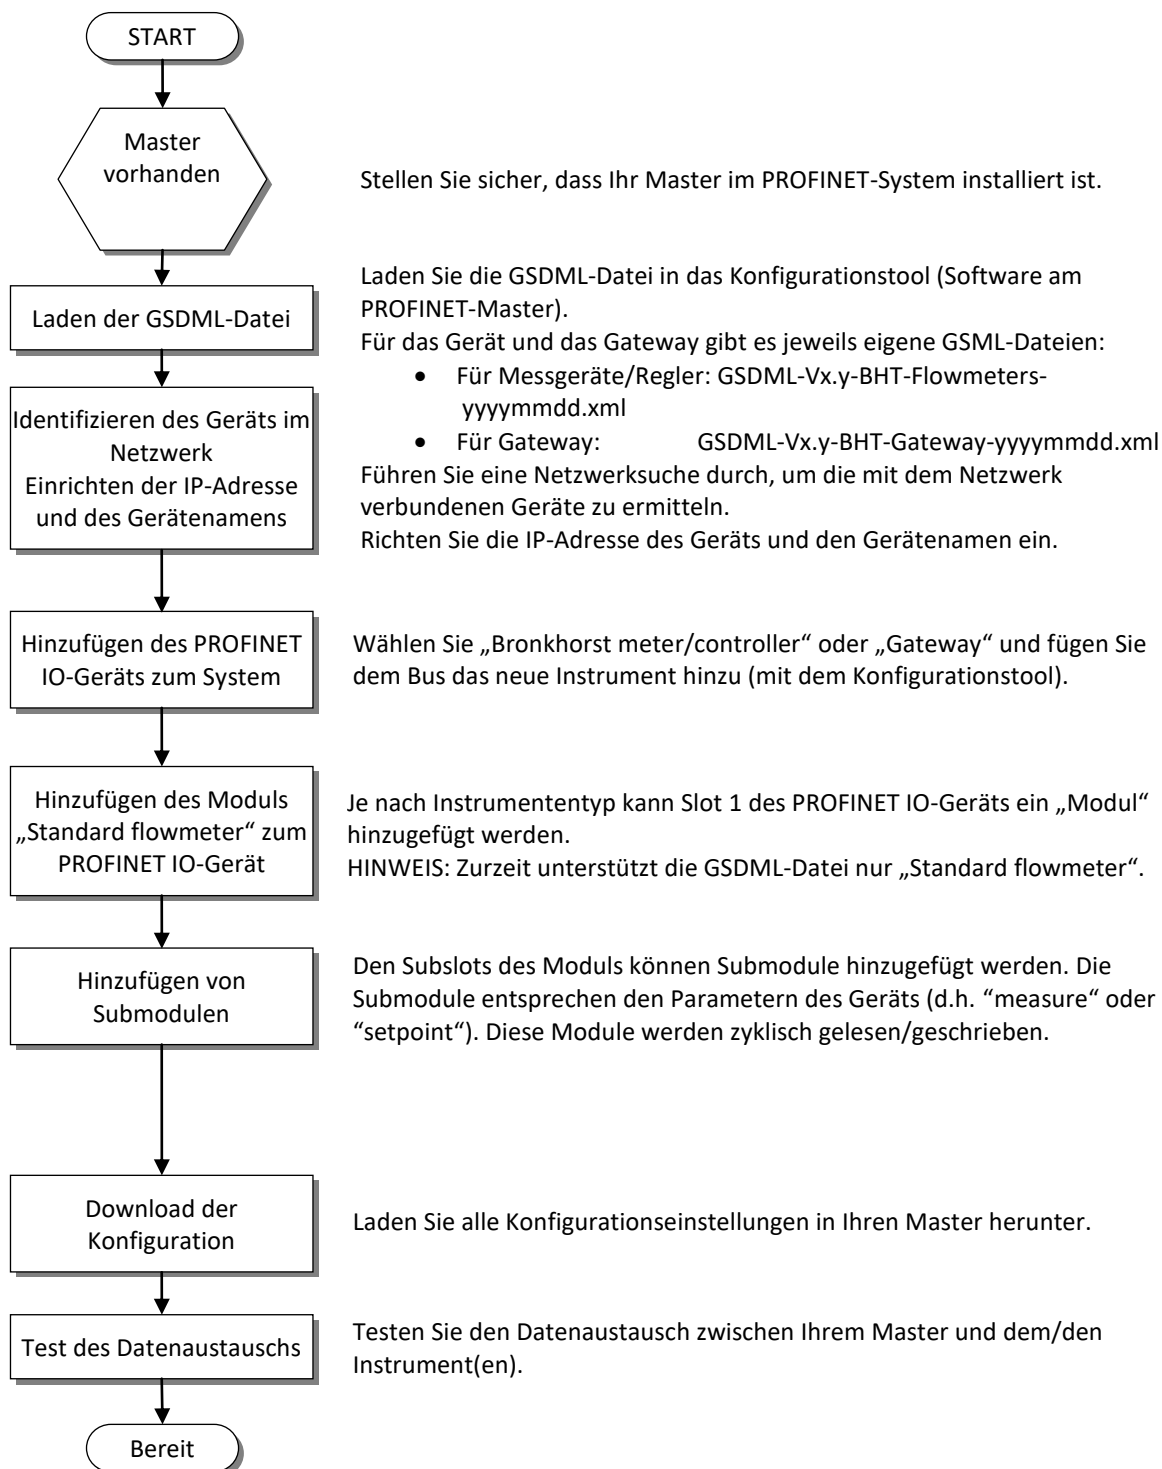 START
Master
vorhanden
Stellen Sie sicher, dass Ihr Master im PROFINET-System installiert ist.
Laden der GSDML-Datei
Laden Sie die GSDML-Datei in das Konfigurationstool (Software am
PROFINET-Master).
Für das Gerät und das Gateway gibt es jeweils eigene GSML-Dateien:
• Für Messgeräte/Regler: GSDML-Vx.y-BHT-Flowmeters-
yyyymmdd.xml
• Für Gateway: GSDML-Vx.y-BHT-Gateway-yyyymmdd.xml
Identifizieren des Geräts im
Netzwerk
Einrichten der IP-Adresse
und des Gerätenamens
Führen Sie eine Netzwerksuche durch, um die mit dem Netzwerk
verbundenen Geräte zu ermitteln.
Richten Sie die IP-Adresse des Geräts und den Gerätenamen ein.
Hinzufügen des PROFINET
IO-Geräts zum System
Wählen Sie „Bronkhorst meter/controller“ oder „Gateway“ und fügen Sie
dem Bus das neue Instrument hinzu (mit dem Konfigurationstool).
Hinzufügen des Moduls
„Standard flowmeter“ zum
PROFINET IO-Gerät
Je nach Instrumententyp kann Slot 1 des PROFINET IO-Geräts ein „Modul“
hinzugefügt werden.
HINWEIS: Zurzeit unterstützt die GSDML-Datei nur „Standard flowmeter“.
Hinzufügen von
Submodulen
Den Subslots des Moduls können Submodule hinzugefügt werden. Die
Submodule entsprechen den Parametern des Geräts (d.h. “measure“ oder
“setpoint“). Diese Module werden zyklisch gelesen/geschrieben.
Download der
Konfiguration
Laden Sie alle Konfigurationseinstellungen in Ihren Master herunter.
Test des Datenaustauschs
Testen Sie den Datenaustausch zwischen Ihrem Master und dem/den
Instrument(en).
Bereit